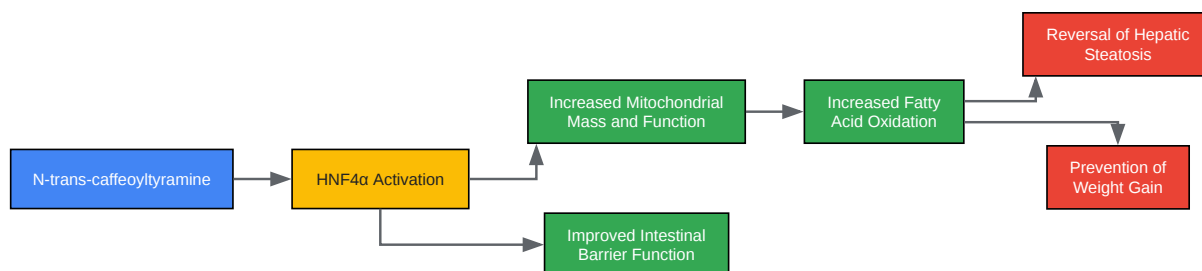 N-trans-caffeoyltyramine
HNF4α Activation
Increased Mitochondrial
Mass and Function
Improved Intestinal
Barrier Function
Increased Fatty
Acid Oxidation
Reversal of Hepatic
Steatosis
Prevention of
Weight Gain